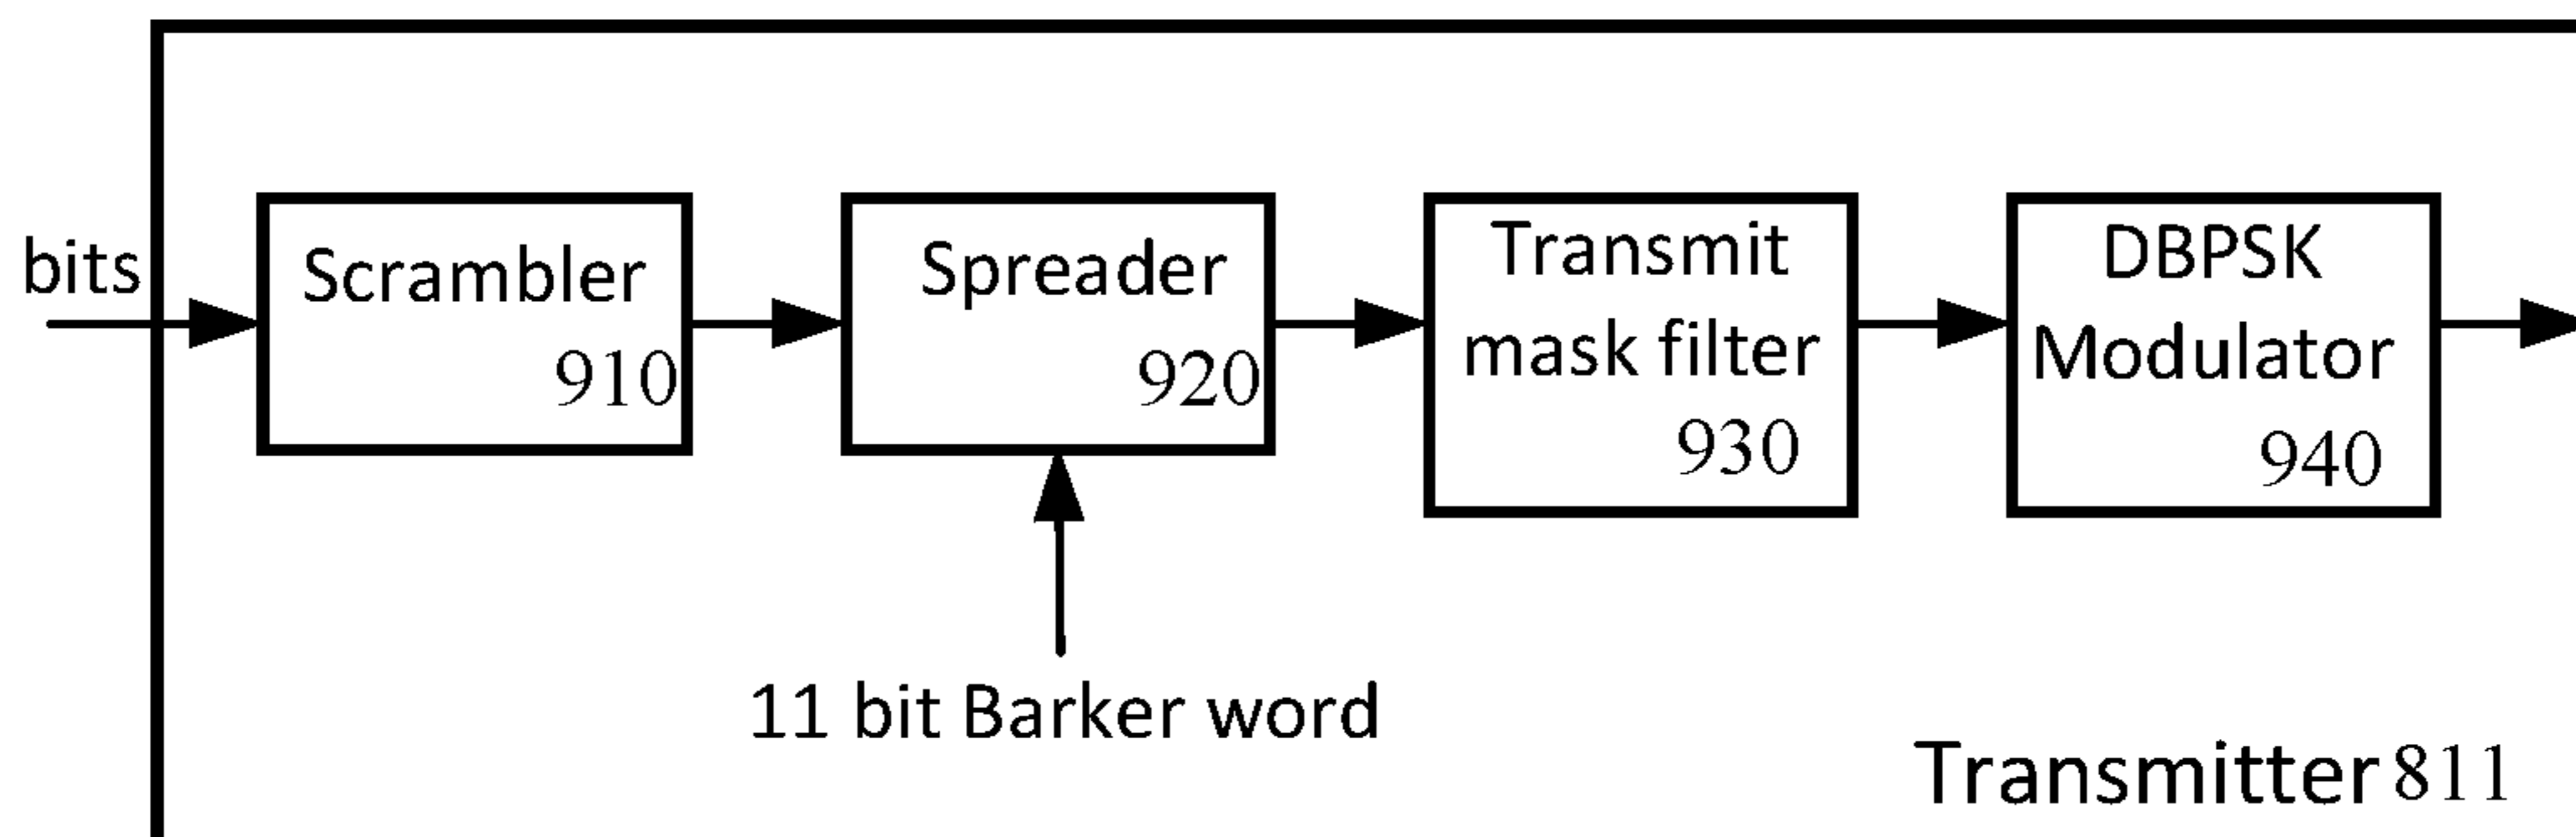 bits
Scrambler
910
Spreader
920
Transmit
mask filter
930
DBPSK
Modulator
940
11 bit Barker word
Transmitter 811